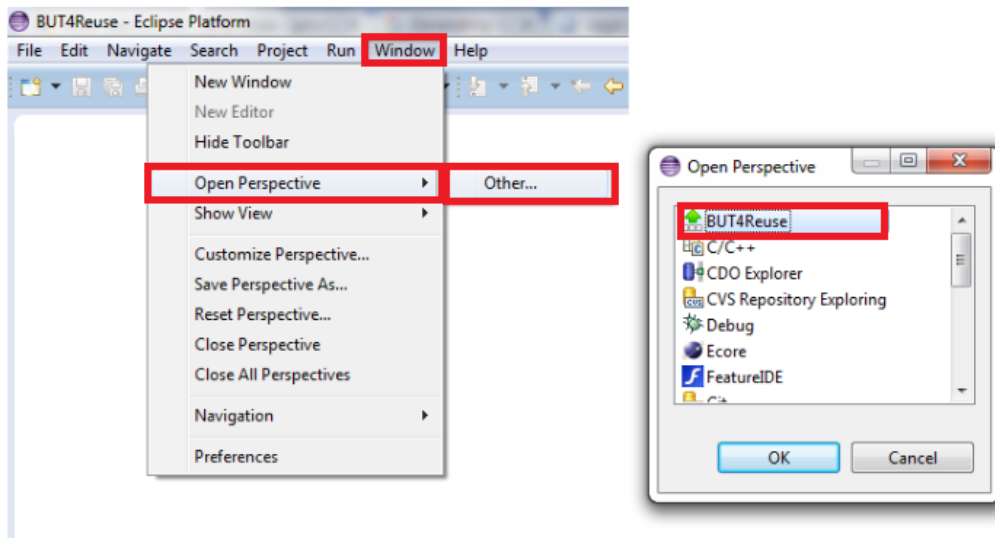 BUT4Reuse - Eclipse Platform
File Edit Navigate Search Project Run Window Help
New Window
New Editor
Hide Toolbar
Open Perspective
Other...
Show View
Customize Perspective...
Save Perspective As...
Reset Perspective...
Close Perspective
Close All Perspectives
Navigation
Preferences
Open Perspective
BUT4Reuse
C/C++
CDO Explorer
CVS Repository Exploring
Debug
Ecore
FeatureIDE
OK Cancel